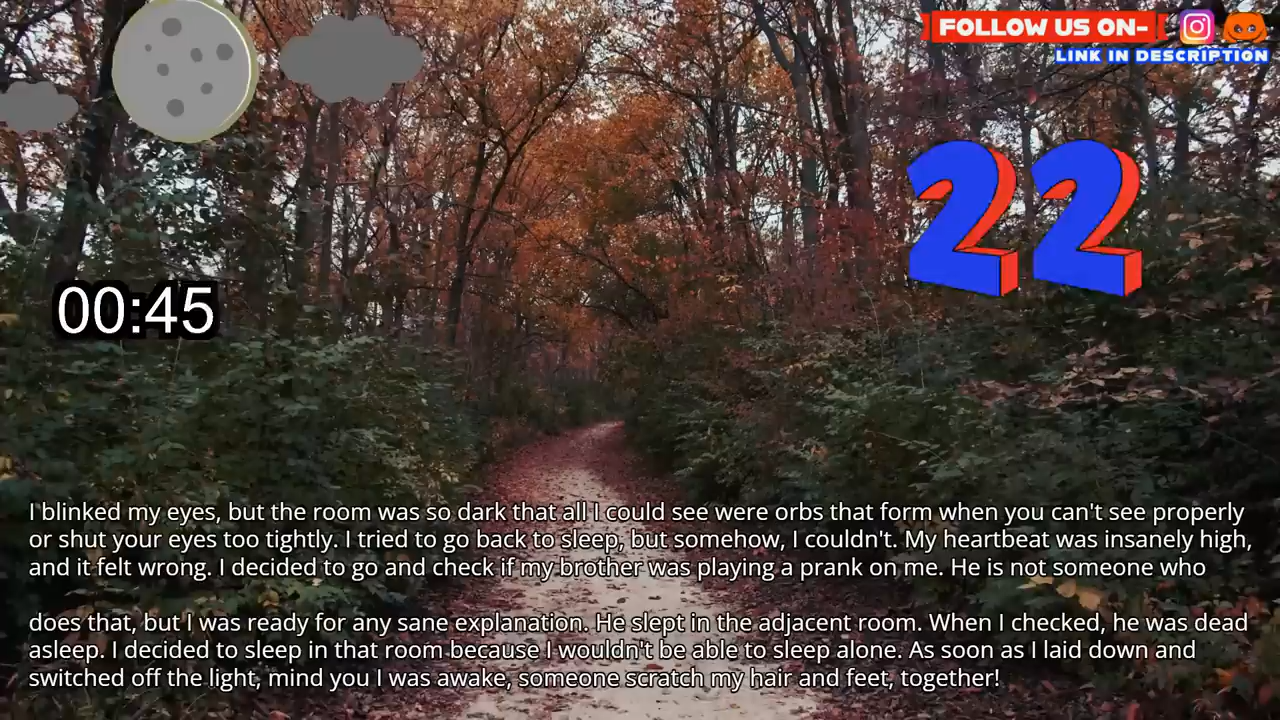 FOLLOW US ON-
LINK IN DESCRIPTION
22
00:45
I blinked my eyes, but the room was so dark that all I could see were orbs that form when you can't see properly
or shut your eyes too tightly. I tried to go back to sleep, but somehow, I couldn't. My heartbeat was insanely high,
and it felt wrong. I decided to go and check if my brother was playing a prank on me. He is not someone who
does that, but I was ready for any sane explanation. He slept in the adjacent room. When I checked, he was dead
asleep. I decided to sleep in that room because I wouldn't be able to sleep alone. As soon as I laid down and
switched off the light, mind you I was awake, someone scratch my hair and feet, together!